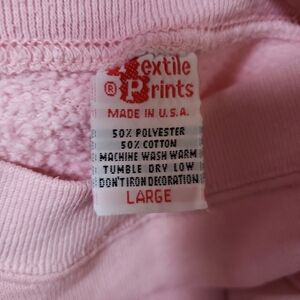 Textile
® Prints
MADE IN U.S.A.
50% POLYESTER
50% COTTON
MACHINE WASH WARM
TUMBLE DRY LOW
DON'T IRON DECORATION
LARGE